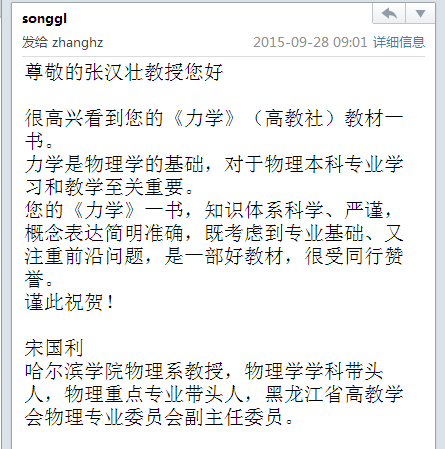 songgl
发给 zhanghz
2015-09-28 09:01 详细信息
尊敬的张汉壮教授您好
很高兴看到您的《力学》（高教社）教材一
书。
力学是物理学的基础，对于物理本科专业学
习和教学至关重要。
您的《力学》一书，知识体系科学、严谨，
概念表达简明准确，既考虑到专业基础、又
注重前沿问题，是一部好教材，很受同行赞
誉。
谨此祝贺！
宋国利
哈尔滨学院物理系教授，物理学学科带头
人，物理重点专业带头人，黑龙江省高教学
会物理专业委员会副主任委员。